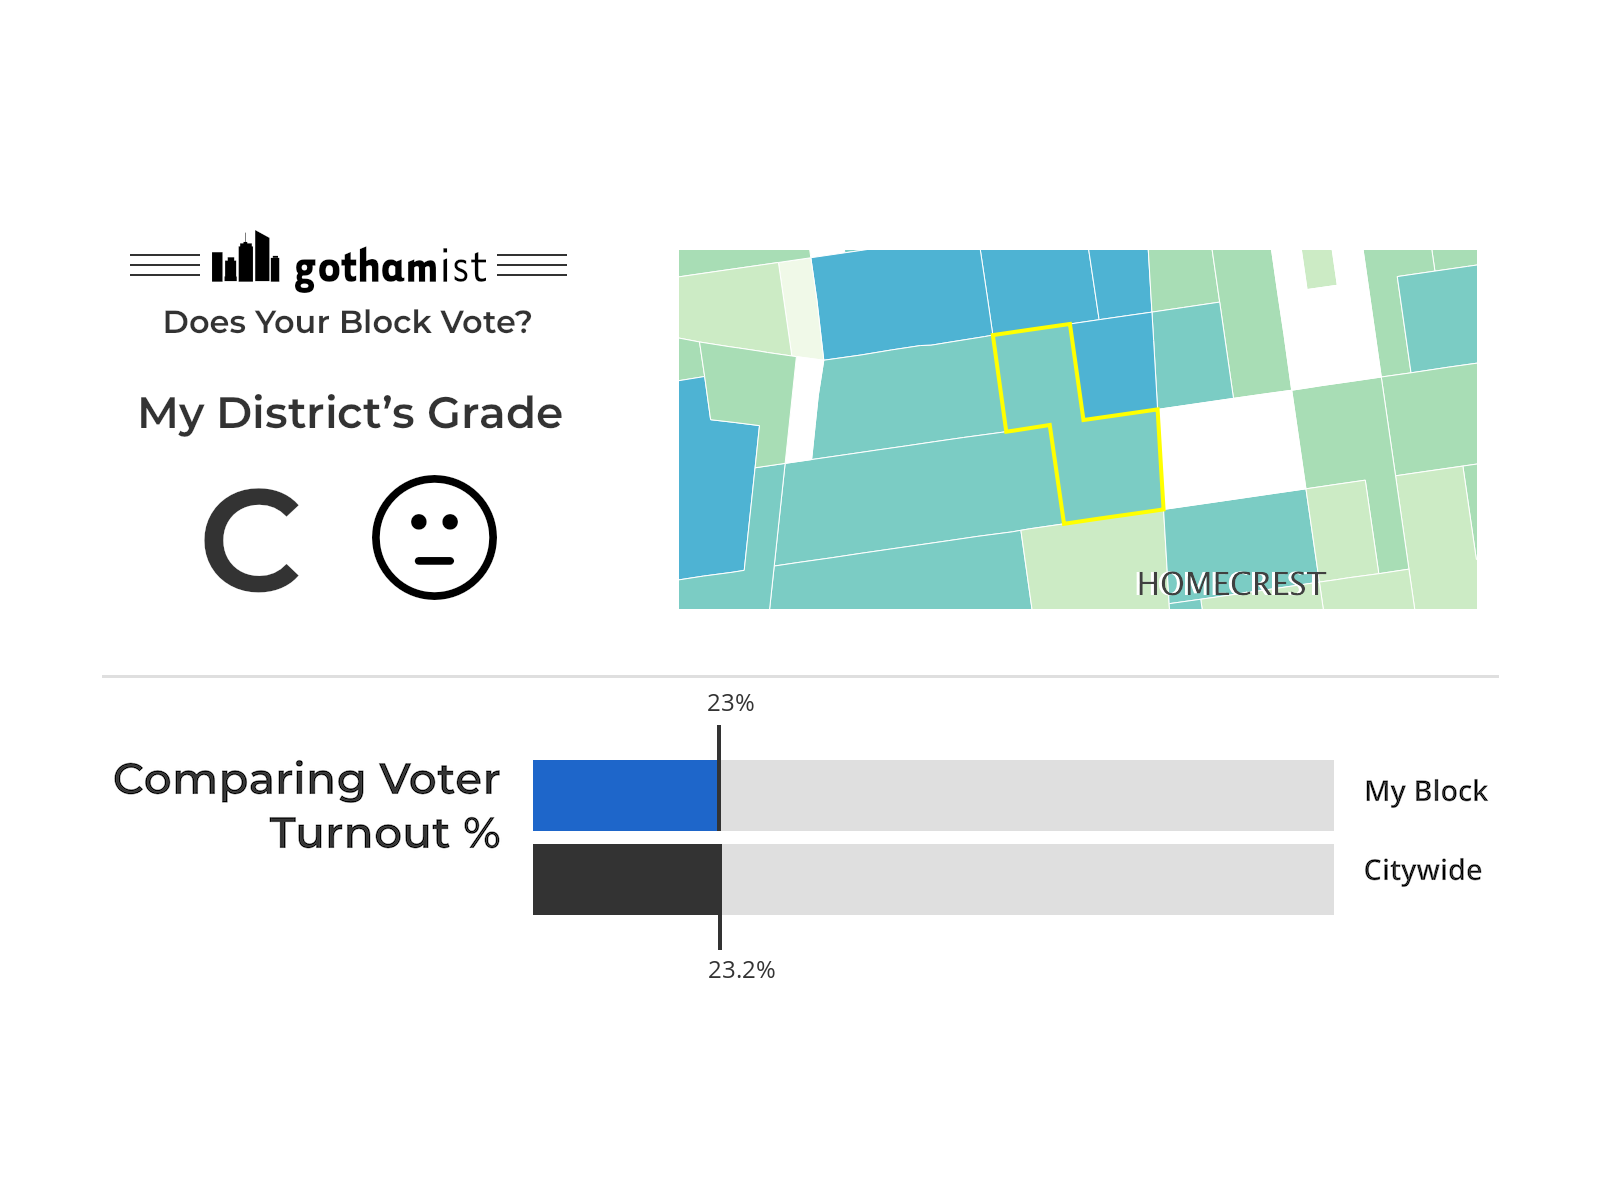 gothamist
Does Your Block Vote?
My District’s Grade
C
HOMECREST
23%
Comparing Voter
Turnout %
My Block
Citywide
23.2%